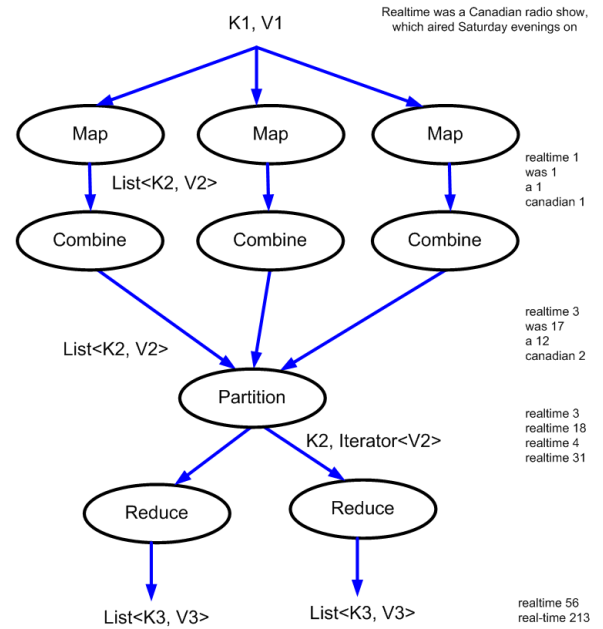 K1, V1
Realtime was a Canadian radio show,
which aired Saturday evenings on
Map
Map
Map
realtime 1
was 1
a 1
canadian 1
List<K2, V2>
Combine
Combine
Combine
realtime 3
was 17
a 12
canadian 2
List<K2, V2>
Partition
realtime 3
realtime 18
realtime 4
realtime 31
K2, Iterator<V2>
Reduce
Reduce
List<K3, V3>
List<K3, V3>
realtime 56
real-time 213